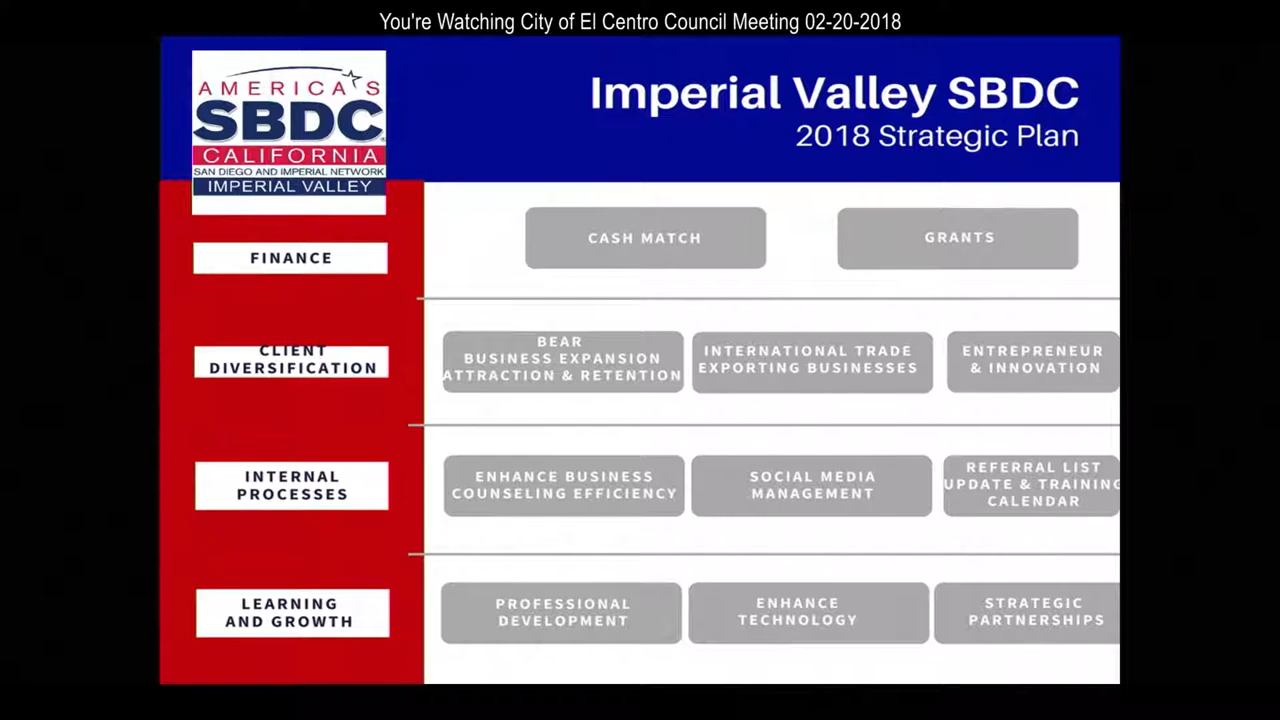 You're Watching City of El Centro Council Meeting 02-20-2018
AMERICA'S
SBDC
CALIFORNIA
SAN DIEGO AND IMPERIAL NETWORK
IMPERIAL VALLEY
Imperial Valley SBDC
2018 Strategic Plan
FINANCE
CASH MATCH
GRANTS
CLIENT
DIVERSIFICATION
BEAR
BUSINESS EXPANSION
ATTRACTION & RETENTION
INTERNATIONAL TRADE
EXPORTING BUSINESSES
ENTREPRENEUR
& INNOVATION
INTERNAL
PROCESSES
ENHANCE BUSINESS
COUNSELING EFFICIENCY
SOCIAL MEDIA
MANAGEMENT
REFERRAL LIST
UPDATE & TRAINING
CALENDAR
LEARNING
AND GROWTH
PROFESSIONAL
DEVELOPMENT
ENHANCE
TECHNOLOGY
STRATEGIC
PARTNERSHIPS